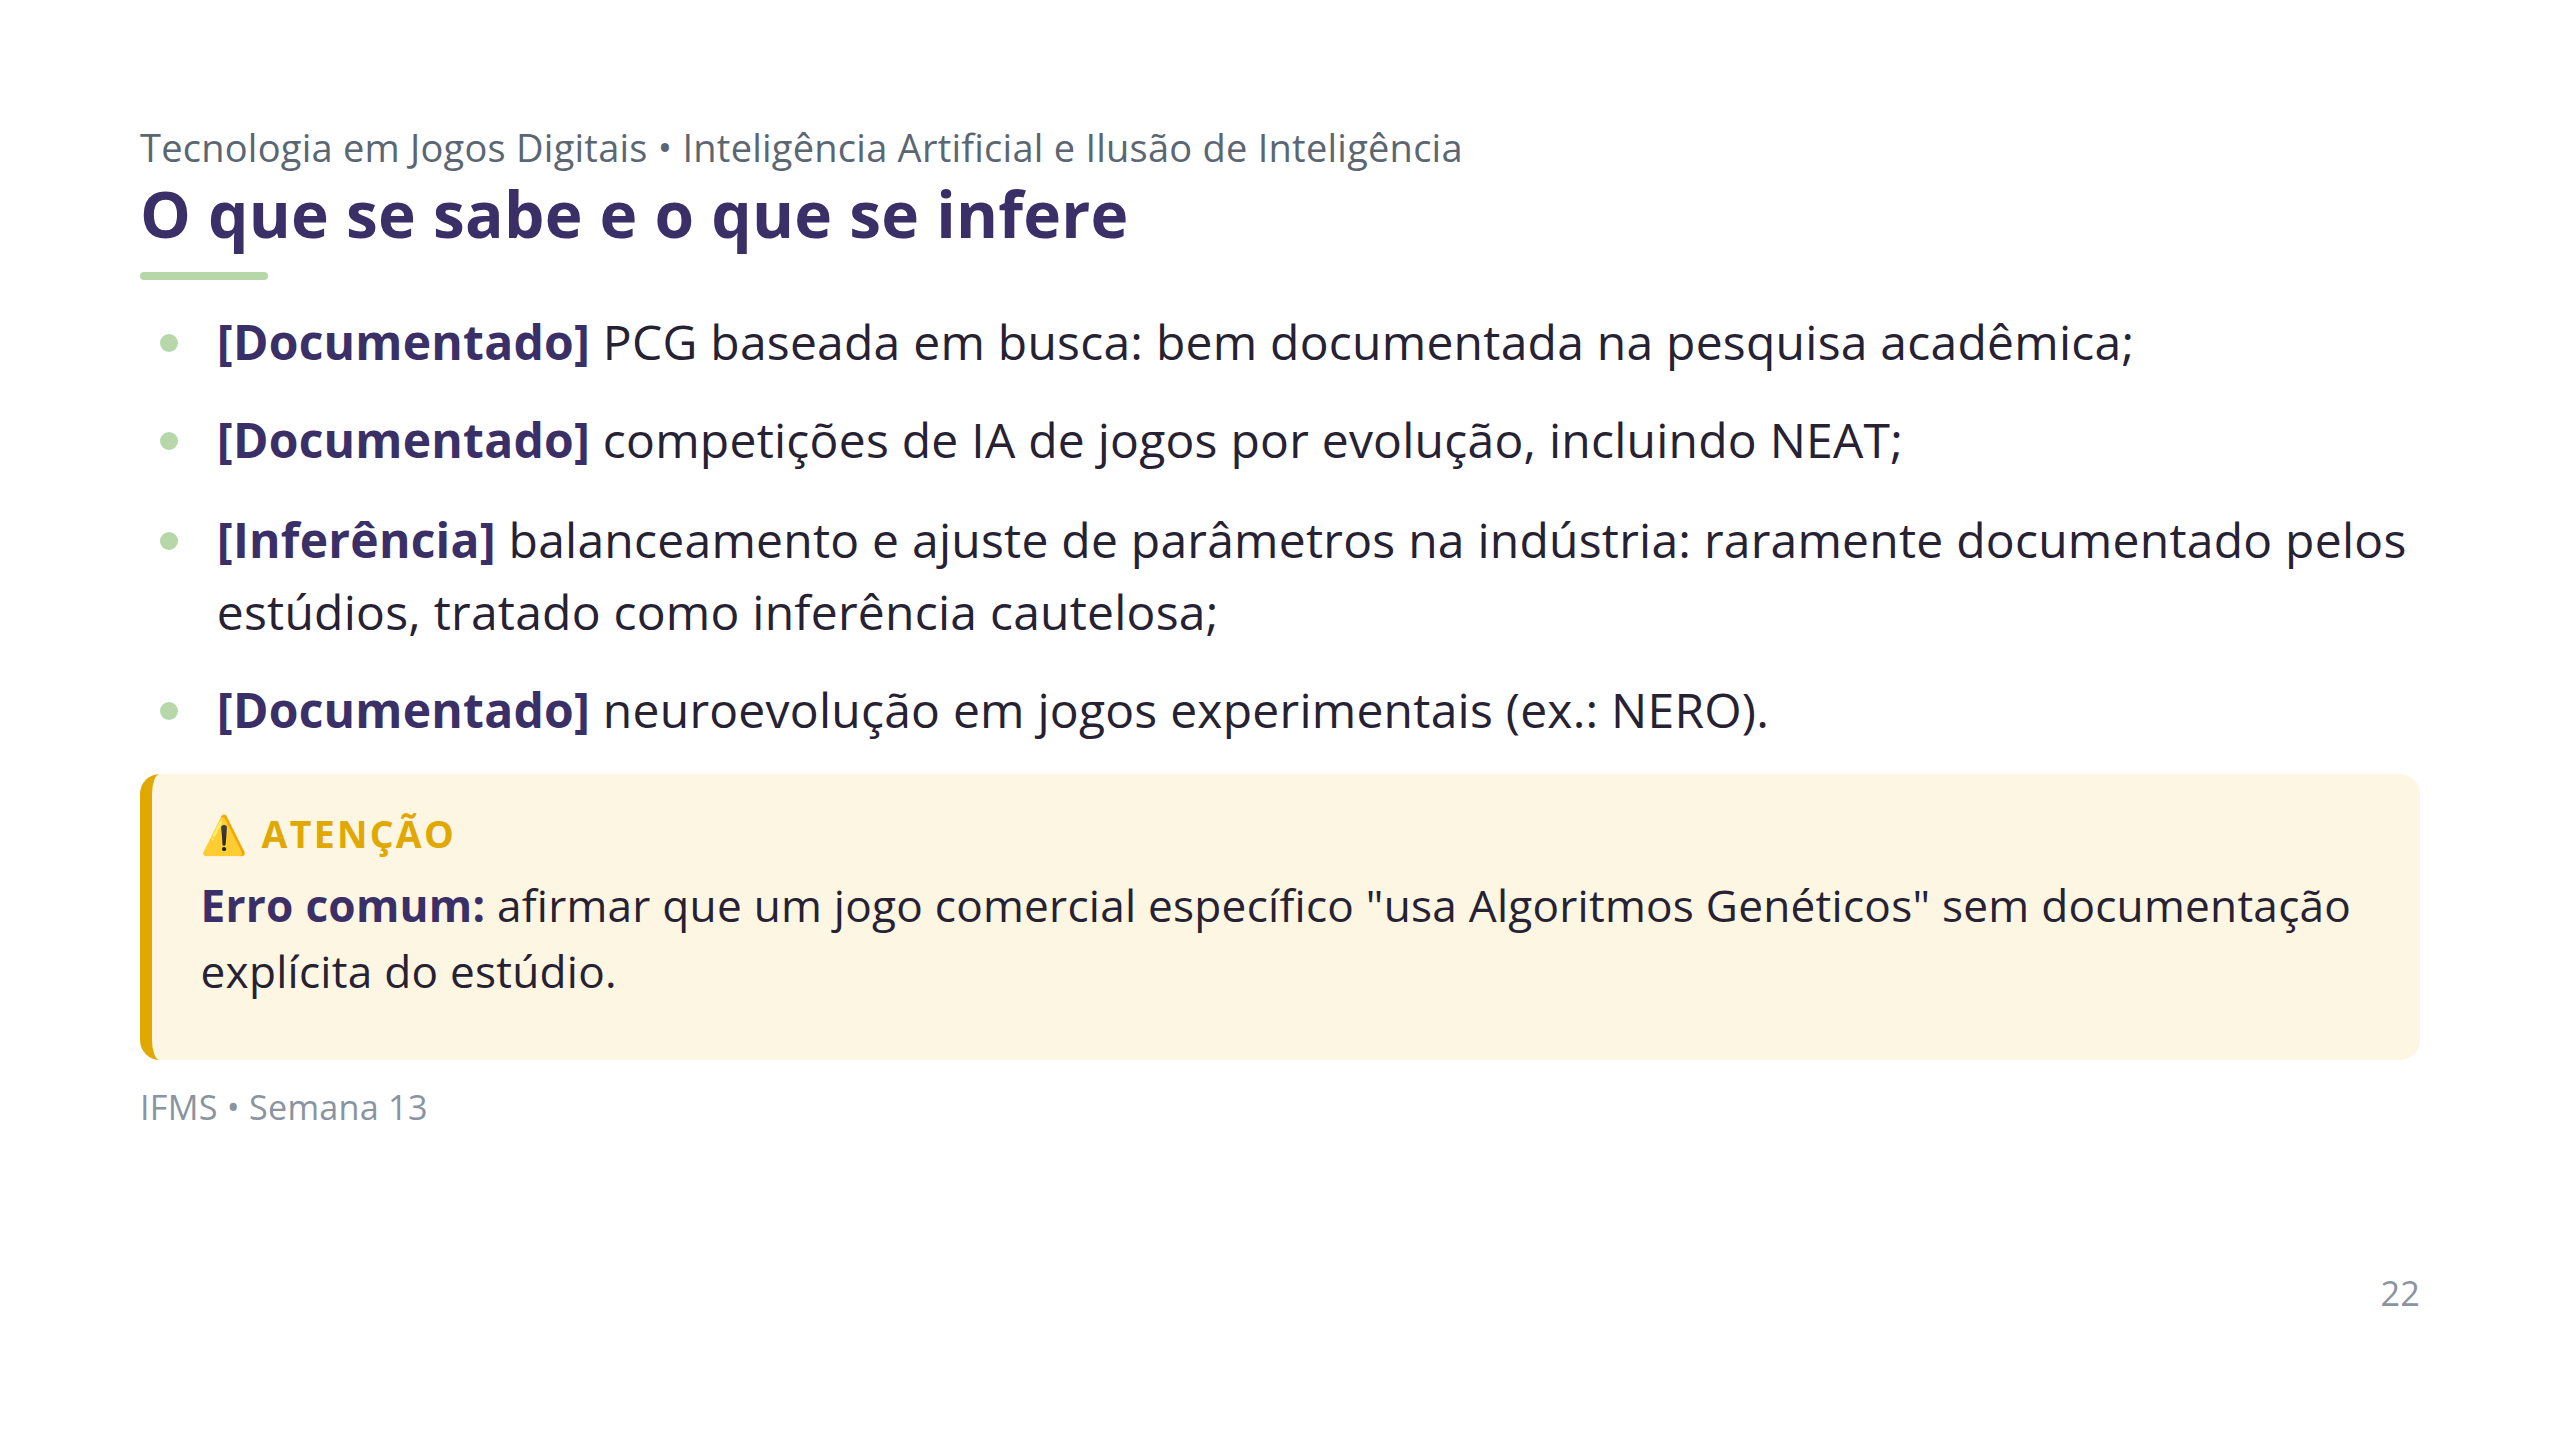 Tecnologia em Jogos Digitais • Inteligência Artificial e Ilusão de Inteligência
O que se sabe e o que se infere
[Documentado] PCG baseada em busca: bem documentada na pesquisa acadêmica;
[Documentado] competições de IA de jogos por evolução, incluindo NEAT;
[Inferência] balanceamento e ajuste de parâmetros na indústria: raramente documentado pelos
estúdios, tratado como inferência cautelosa;
[Documentado] neuroevolução em jogos experimentais (ex.: NERO).
⚠️ ATENÇÃO
Erro comum: afirmar que um jogo comercial específico "usa Algoritmos Genéticos" sem documentação
explícita do estúdio.
IFMS • Semana 13
22